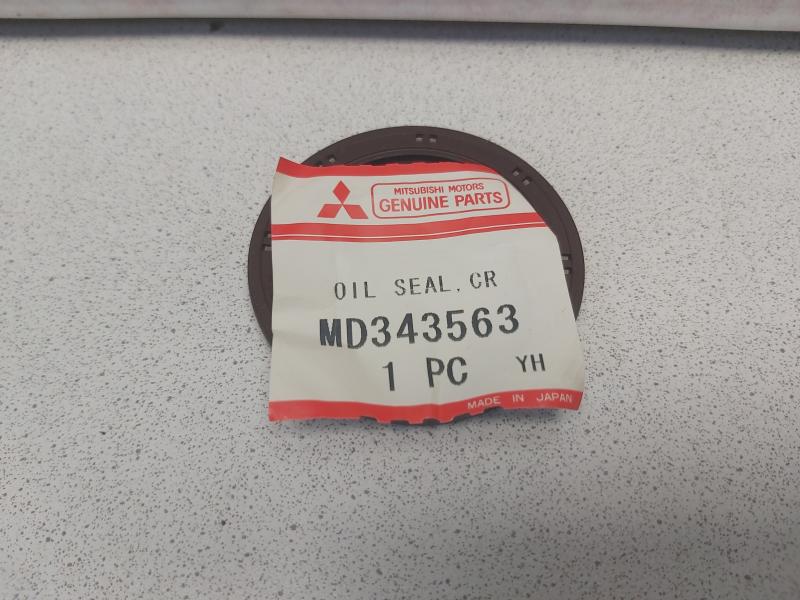 MITSUBISHI MOTORS
GENUINE PARTS
OIL SEAL, CR
MD343563
1 PC YH
MADE IN JAPAN